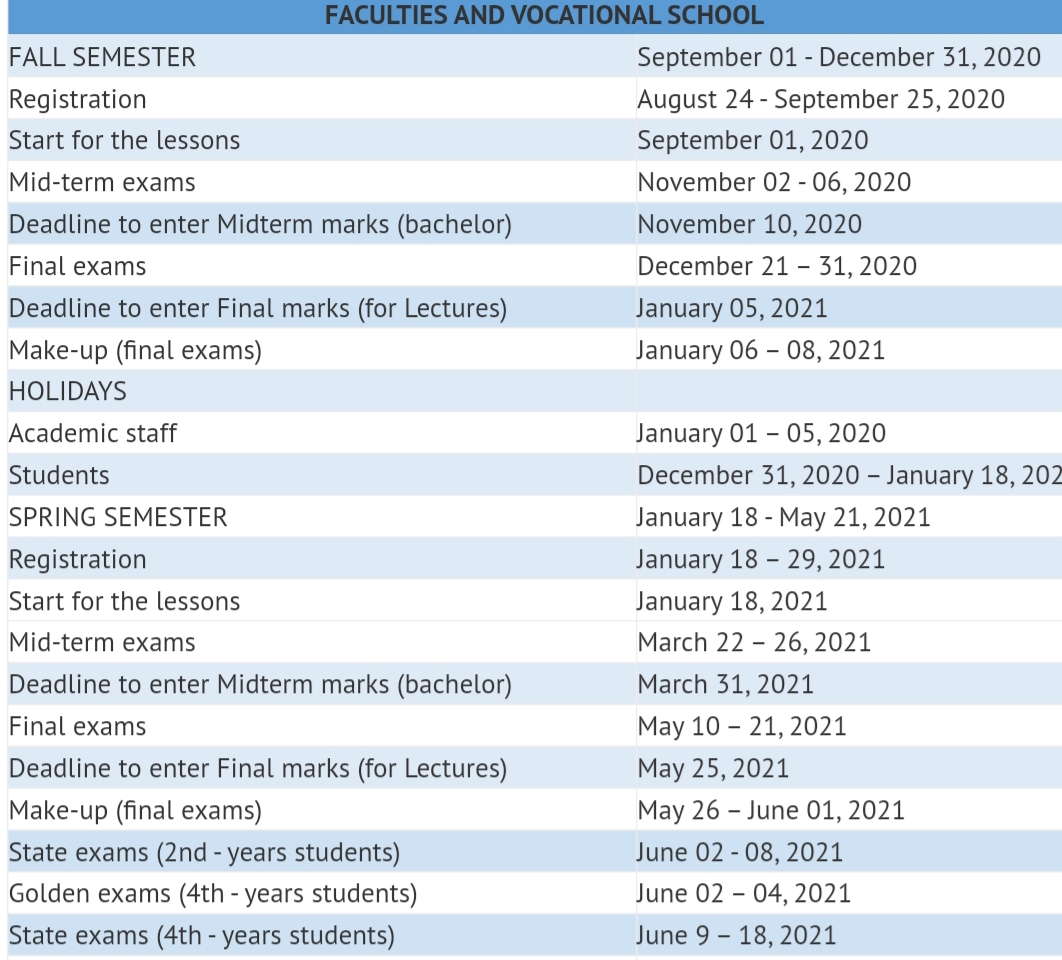 FACULTIES AND VOCATIONAL SCHOOL
FALL SEMESTER September 01 - December 31, 2020
Registration August 24 - September 25, 2020
Start for the lessons September 01, 2020
Mid-term exams November 02 - 06, 2020
Deadline to enter Midterm marks (bachelor) November 10, 2020
Final exams December 21 – 31, 2020
Deadline to enter Final marks (for Lectures) January 05, 2021
Make-up (final exams) January 06 – 08, 2021
HOLIDAYS
Academic staff January 01 – 05, 2020
Students December 31, 2020 – January 18, 202
SPRING SEMESTER January 18 - May 21, 2021
Registration January 18 – 29, 2021
Start for the lessons January 18, 2021
Mid-term exams March 22 – 26, 2021
Deadline to enter Midterm marks (bachelor) March 31, 2021
Final exams May 10 – 21, 2021
Deadline to enter Final marks (for Lectures) May 25, 2021
Make-up (final exams) May 26 – June 01, 2021
State exams (2nd - years students) June 02 - 08, 2021
Golden exams (4th - years students) June 02 – 04, 2021
State exams (4th - years students) June 9 – 18, 2021